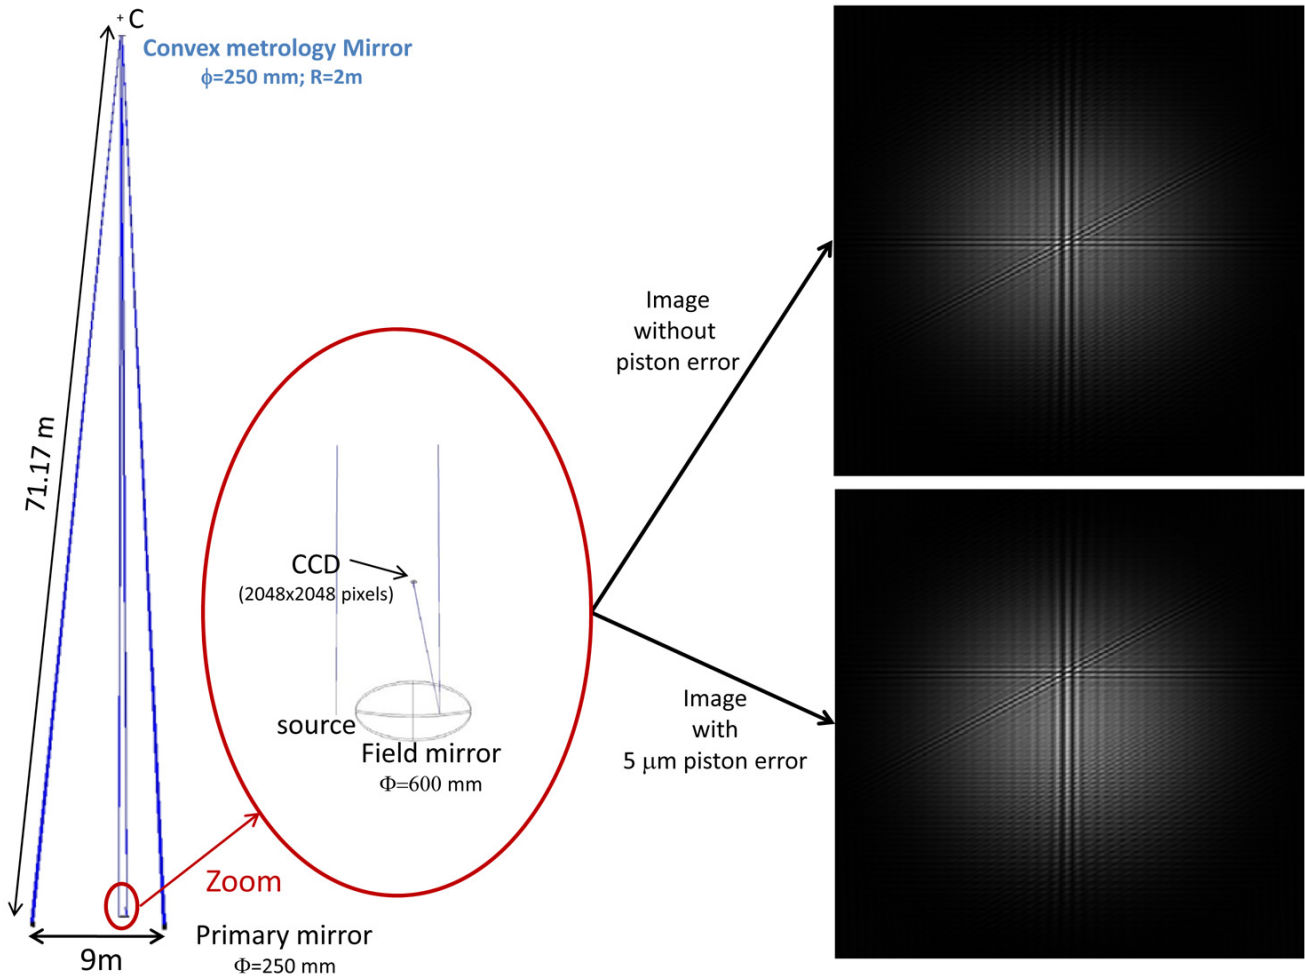 + C
Convex metrology Mirror
ϕ=250 mm; R=2m
71.17 m
CCD
(2048x2048 pixels)
source
Field mirror
Φ=600 mm
Zoom
Primary mirror
Φ=250 mm
9m
Image
without
piston error
Image
with
5 μm piston error